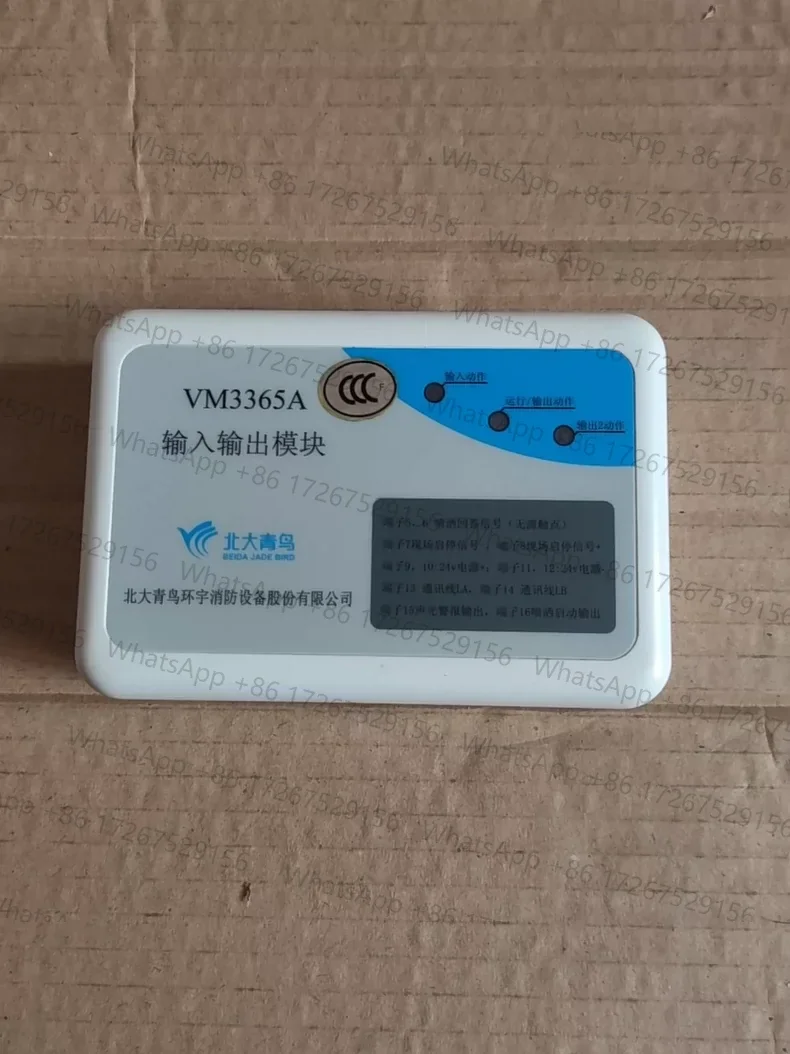 VM3365A
CCC F
输入输出模块
输入动作
运行/输出动作
输出2动作
北大青鸟
BEIDA JADE BIRD
北大青鸟环宇消防设备股份有限公司
端子5、6 喷洒回答信号（无源触点）
端子7现场启停信号-，端子8现场启停信号+
端子9、10 24v电源+，端子11、12 24v电源-
端子13 通讯线LA，端子14 通讯线LB
端子15声光警报输出，端子16喷洒启动输出
WhatsApp +86 17267529156